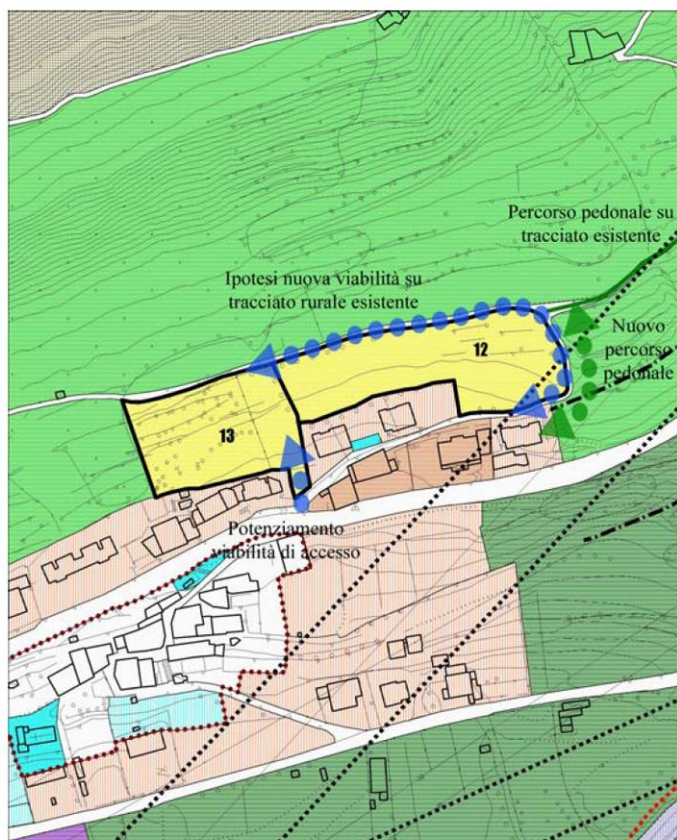 Percorso pedonale su
tracciato esistente
Ipotesi nuova viabilità su
tracciato rurale esistente
Nuovo
percorso
pedonale
12
13
Potenziamento
viabilità di accesso